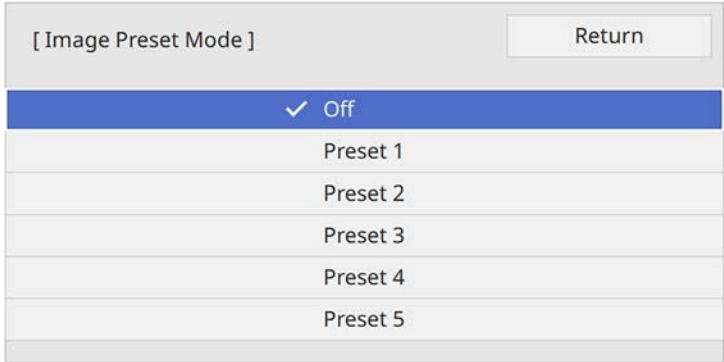 [ Image Preset Mode ]
Return
✓ Off
Preset 1
Preset 2
Preset 3
Preset 4
Preset 5